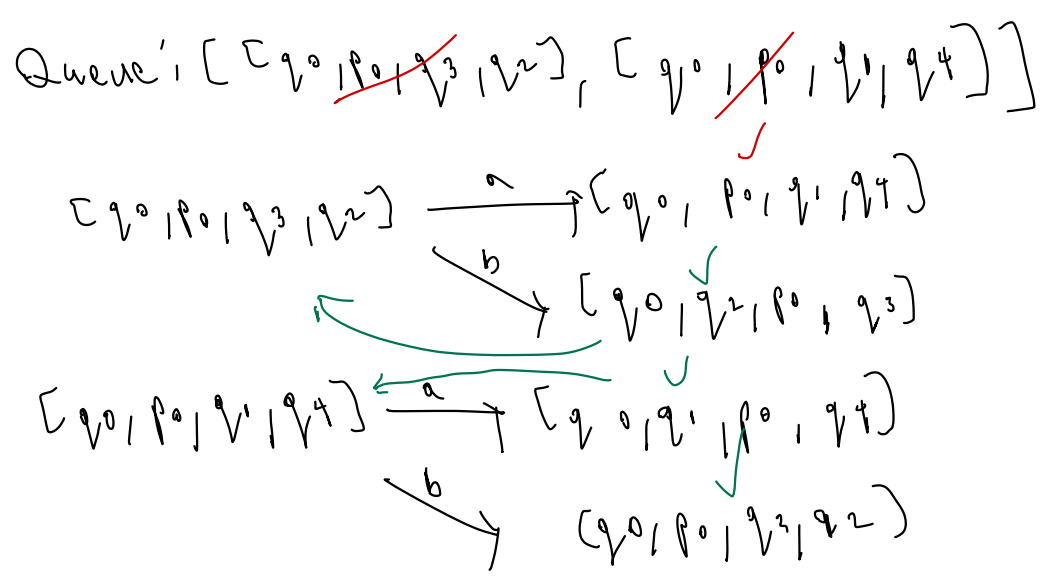 Queue: [[q0, p0, q3, q2], [q0, p0, q1, q4]]
[q0, p0, q3, q2] a [q0, p0, q1, q4]
b [q0, q2, p0, q3]
[q0, p0, q1, q4] a [q0, q1, p0, q4]
b [q0, p0, q3, q2]